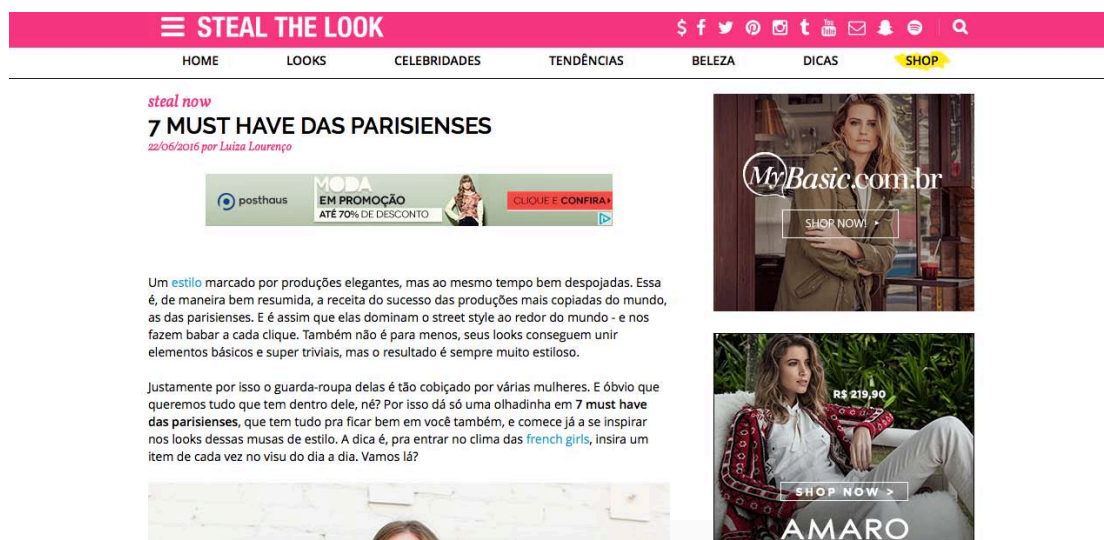 STEAL THE LOOK
$ f t You Tube
HOME LOOKS CELEBRIDADES TENDÊNCIAS BELEZA DICAS SHOP
steal now
7 MUST HAVE DAS PARISIENSES
22/06/2016 por Luiza Lourenço
posthaus
MODA
EM PROMOÇÃO
ATÉ 70% DE DESCONTO
CLIQUE E CONFIRA
Um estilo marcado por produções elegantes, mas ao mesmo tempo bem despojadas. Essa
é, de maneira bem resumida, a receita do sucesso das produções mais copiadas do mundo,
as das parisienses. E é assim que elas dominam o street style ao redor do mundo - e nos
fazem babar a cada clique. Também não é para menos, seus looks conseguem unir
elementos básicos e super triviais, mas o resultado é sempre muito estiloso.
Justamente por isso o guarda-roupa delas é tão cobiçado por várias mulheres. E óbvio que
queremos tudo que tem dentro dele, né? Por isso dá só uma olhadinha em 7 must have
das parisienses, que tem tudo pra ficar bem em você também, e comece já a se inspirar
nos looks dessas musas de estilo. A dica é, pra entrar no clima das french girls, insira um
item de cada vez no visu do dia a dia. Vamos lá?
MyBasic.com.br
SHOP NOW!
R$ 219,90
SHOP NOW >
AMARO